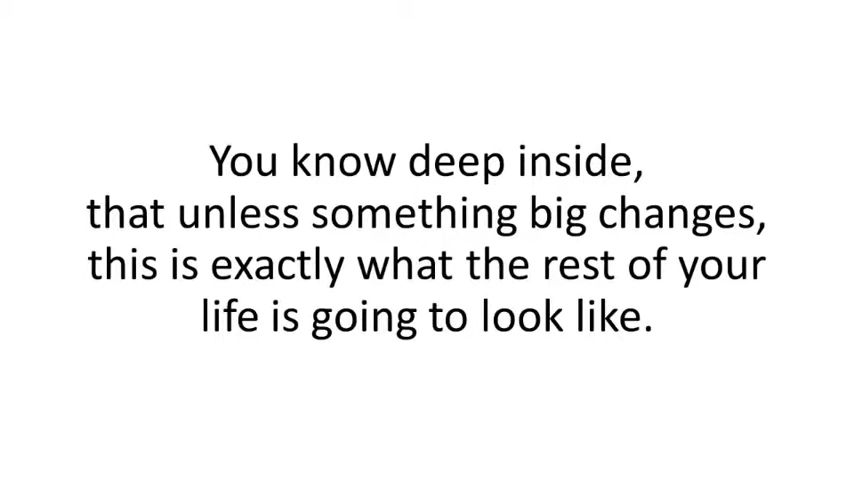 You know deep inside,
that unless something big changes,
this is exactly what the rest of your
life is going to look like.